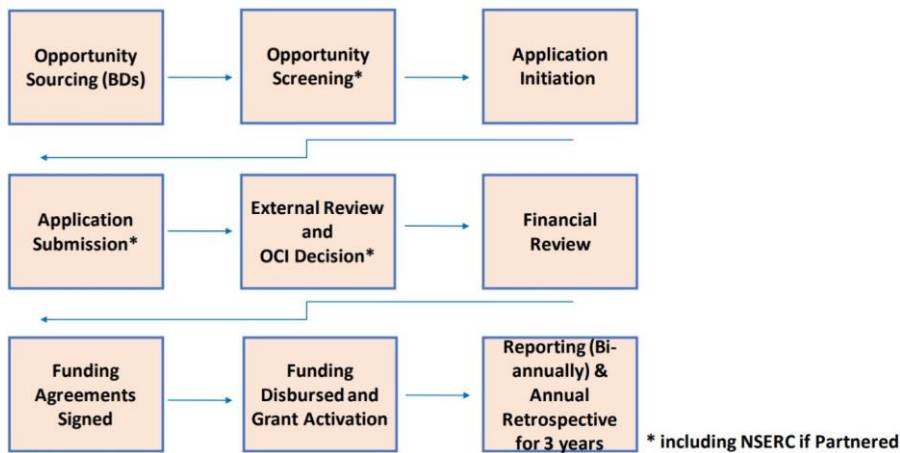 Opportunity
Sourcing (BDs)
Opportunity
Screening*
Application
Initiation
Application
Submission*
External Review
and
OCI Decision*
Financial
Review
Funding
Agreements
Signed
Funding
Disbursed and
Grant Activation
Reporting (Bi-
annually) &
Annual
Retrospective
for 3 years
* including NSERC if Partnered